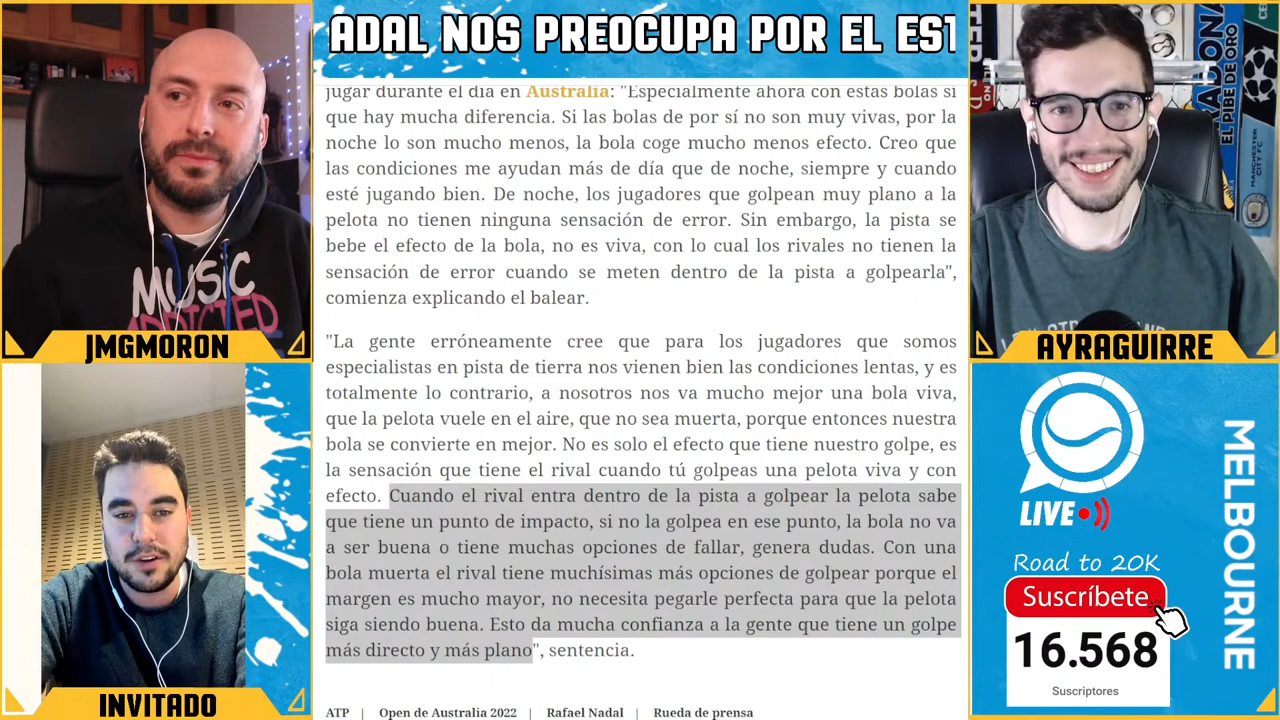 ADAL NOS PREOCUPA POR EL EST
jugar durante el día en Australia: "Especialmente ahora con estas bolas sí
que hay mucha diferencia. Si las bolas de por sí no son muy vivas, por la
noche lo son mucho menos, la bola coge mucho menos efecto. Creo que
las condiciones me ayudan más de día que de noche, siempre y cuando
esté jugando bien. De noche, los jugadores que golpean muy plano a la
pelota no tienen ninguna sensación de error. Sin embargo, la pista se
bebe el efecto de la bola, no es viva, con lo cual los rivales no tienen la
sensación de error cuando se meten dentro de la pista a golpearla",
comienza explicando el balear.
"La gente erróneamente cree que para los jugadores que somos
especialistas en pista de tierra nos vienen bien las condiciones lentas, y es
totalmente lo contrario, a nosotros nos va mucho mejor una bola viva,
que la pelota vuele en el aire, que no sea muerta, porque entonces nuestra
bola se convierte en mejor. No es solo el efecto que tiene nuestro golpe, es
la sensación que tiene el rival cuando tú golpeas una pelota viva y con
efecto. Cuando el rival entra dentro de la pista a golpear la pelota sabe
que tiene un punto de impacto, si no la golpea en ese punto, la bola no va
a ser buena o tiene muchas opciones de fallar, genera dudas. Con una
bola muerta el rival tiene muchísimas más opciones de golpear porque el
margen es mucho mayor, no necesita pegarle perfecta para que la pelota
siga siendo buena. Esto da mucha confianza a la gente que tiene un golpe
más directo y más plano", sentencia.
ATP | Open de Australia 2022 | Rafael Nadal | Rueda de prensa
MUSIC
ADDICTED
JMGMORON
INVITADO
EL PIBE DE ORO
MANCHESTER
CITY FC
AYRAGUIRRE
LIVE
Road to 20K
Suscríbete
16.568
Suscriptores
MELBOURNE